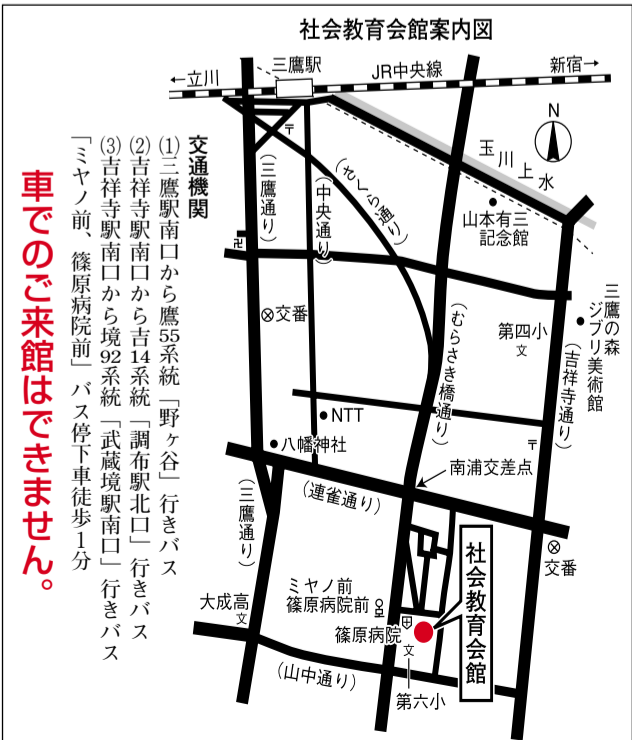 社会教育会館案内図
←立川
三鷹駅
JR中央線
新宿→
N
玉川上水
山本有三
記念館
三鷹の森
ジブリ美術館
(三鷹通り)
(中央通り)
(さくら通り)
(むらさき橋通り)
(吉祥寺通り)
第四小
文
交番
NTT
八幡神社
南浦交差点
(連雀通り)
(三鷹通り)
交番
社会教育会館
ミヤノ前
篠原病院前
大成高
文
篠原病院
文
第六小
(山中通り)
交通機関
(1)三鷹駅南口から鷹55系統「野ヶ谷」行きバス
(2)吉祥寺駅南口から吉14系統「調布駅北口」行きバス
(3)吉祥寺駅南口から境92系統「武蔵境駅南口」行きバス
「ミヤノ前、篠原病院前」バス停下車徒歩1分
車でのご来館はできません。